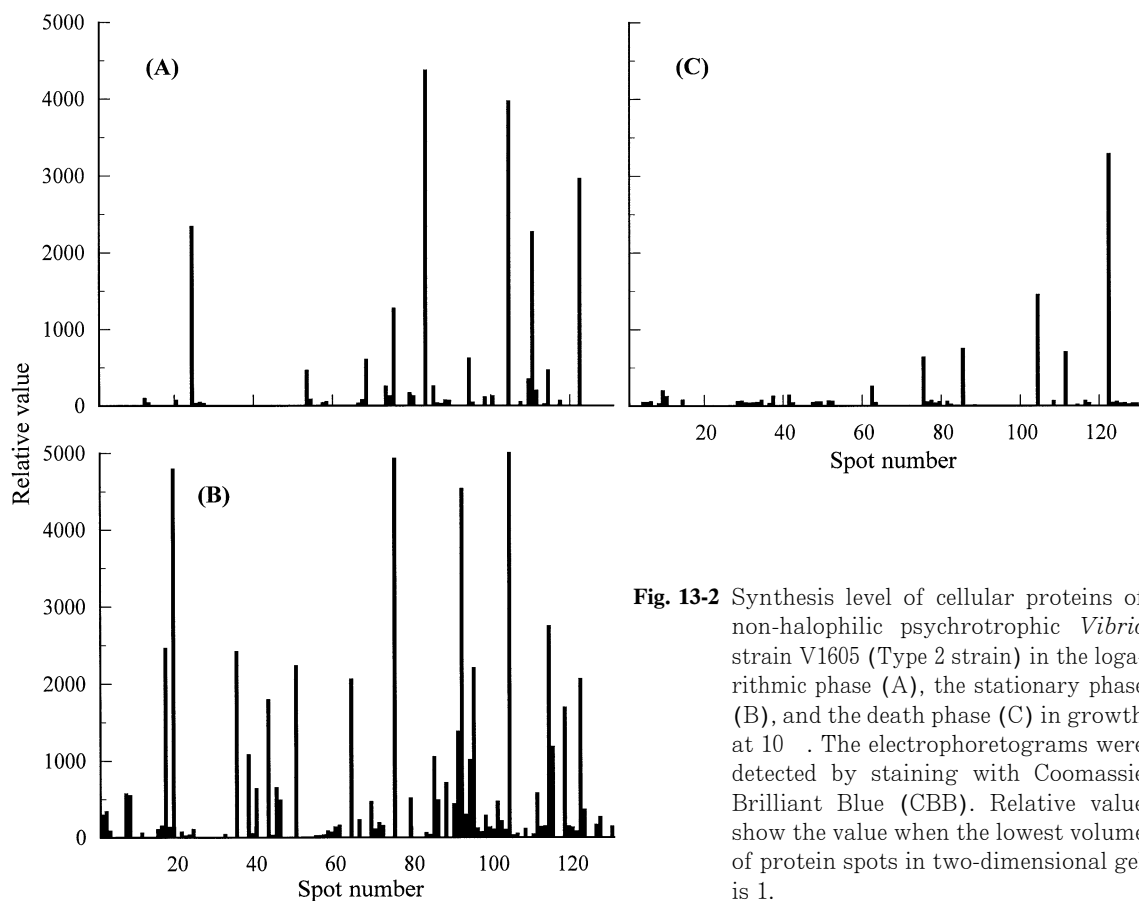 5000
4000
3000
2000
1000
0
(A)
(C)
20
40
60
80
100
120
Spot number
Relative value
5000
4000
3000
2000
1000
0
(B)
20
40
60
80
100
120
Spot number
Fig. 13-2 Synthesis level of cellular proteins of
non-halophilic psychrotrophic Vibrio
strain V1605 (Type 2 strain) in the loga-
rithmic phase (A), the stationary phase
(B), and the death phase (C) in growth
at 10 . The electrophoretograms were
detected by staining with Coomassie
Brilliant Blue (CBB). Relative value
show the value when the lowest volume
of protein spots in two-dimensional gel
is 1.